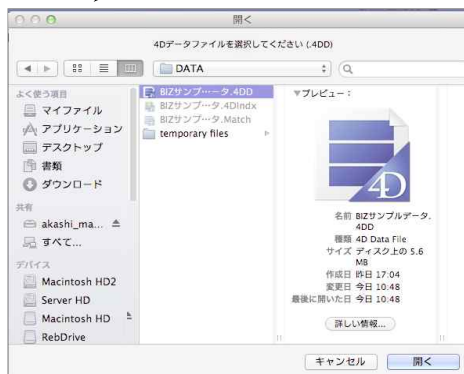 開く
4Dデータファイルを選択してください (.4DD)
DATA
よく使う項目
マイファイル
アプリケーション
デスクトップ
書類
ダウンロード
共有
akashi_ma...
すべて...
デバイス
Macintosh HD2
Server HD
Macintosh HD
RebDrive
BIZサンプ…ータ.4DD
BIZサンプ…タ.4DIndx
BIZサンプ…タ.Match
temporary files
▼プレビュー：
4D
名前 BIZサンプルデータ.
4DD
種類 4D Data File
サイズ ディスク上の 5.6
MB
作成日 昨日 17:04
変更日 今日 10:48
最後に開いた日 今日 10:48
詳しい情報...
キャンセル
開く